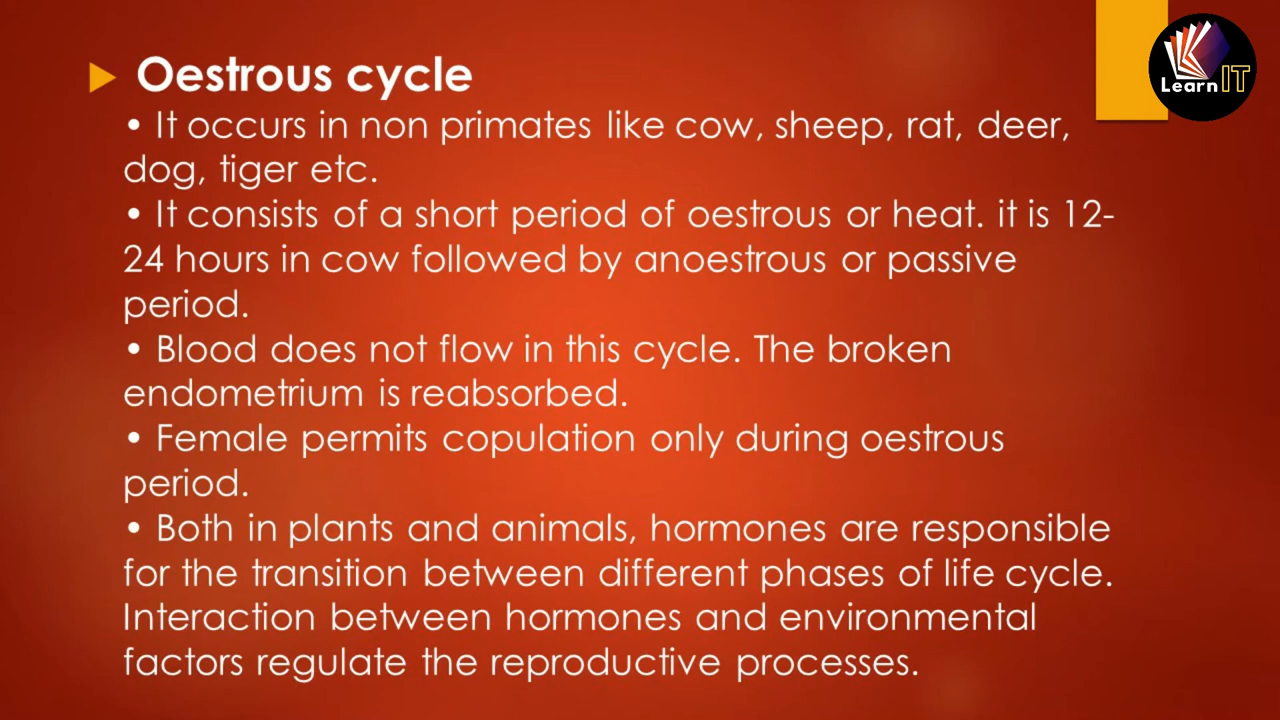 Oestrous cycle
• It occurs in non primates like cow, sheep, rat, deer,
dog, tiger etc.
• It consists of a short period of oestrous or heat. it is 12-
24 hours in cow followed by anoestrous or passive
period.
• Blood does not flow in this cycle. The broken
endometrium is reabsorbed.
• Female permits copulation only during oestrous
period.
• Both in plants and animals, hormones are responsible
for the transition between different phases of life cycle.
Interaction between hormones and environmental
factors regulate the reproductive processes.
Learn IT